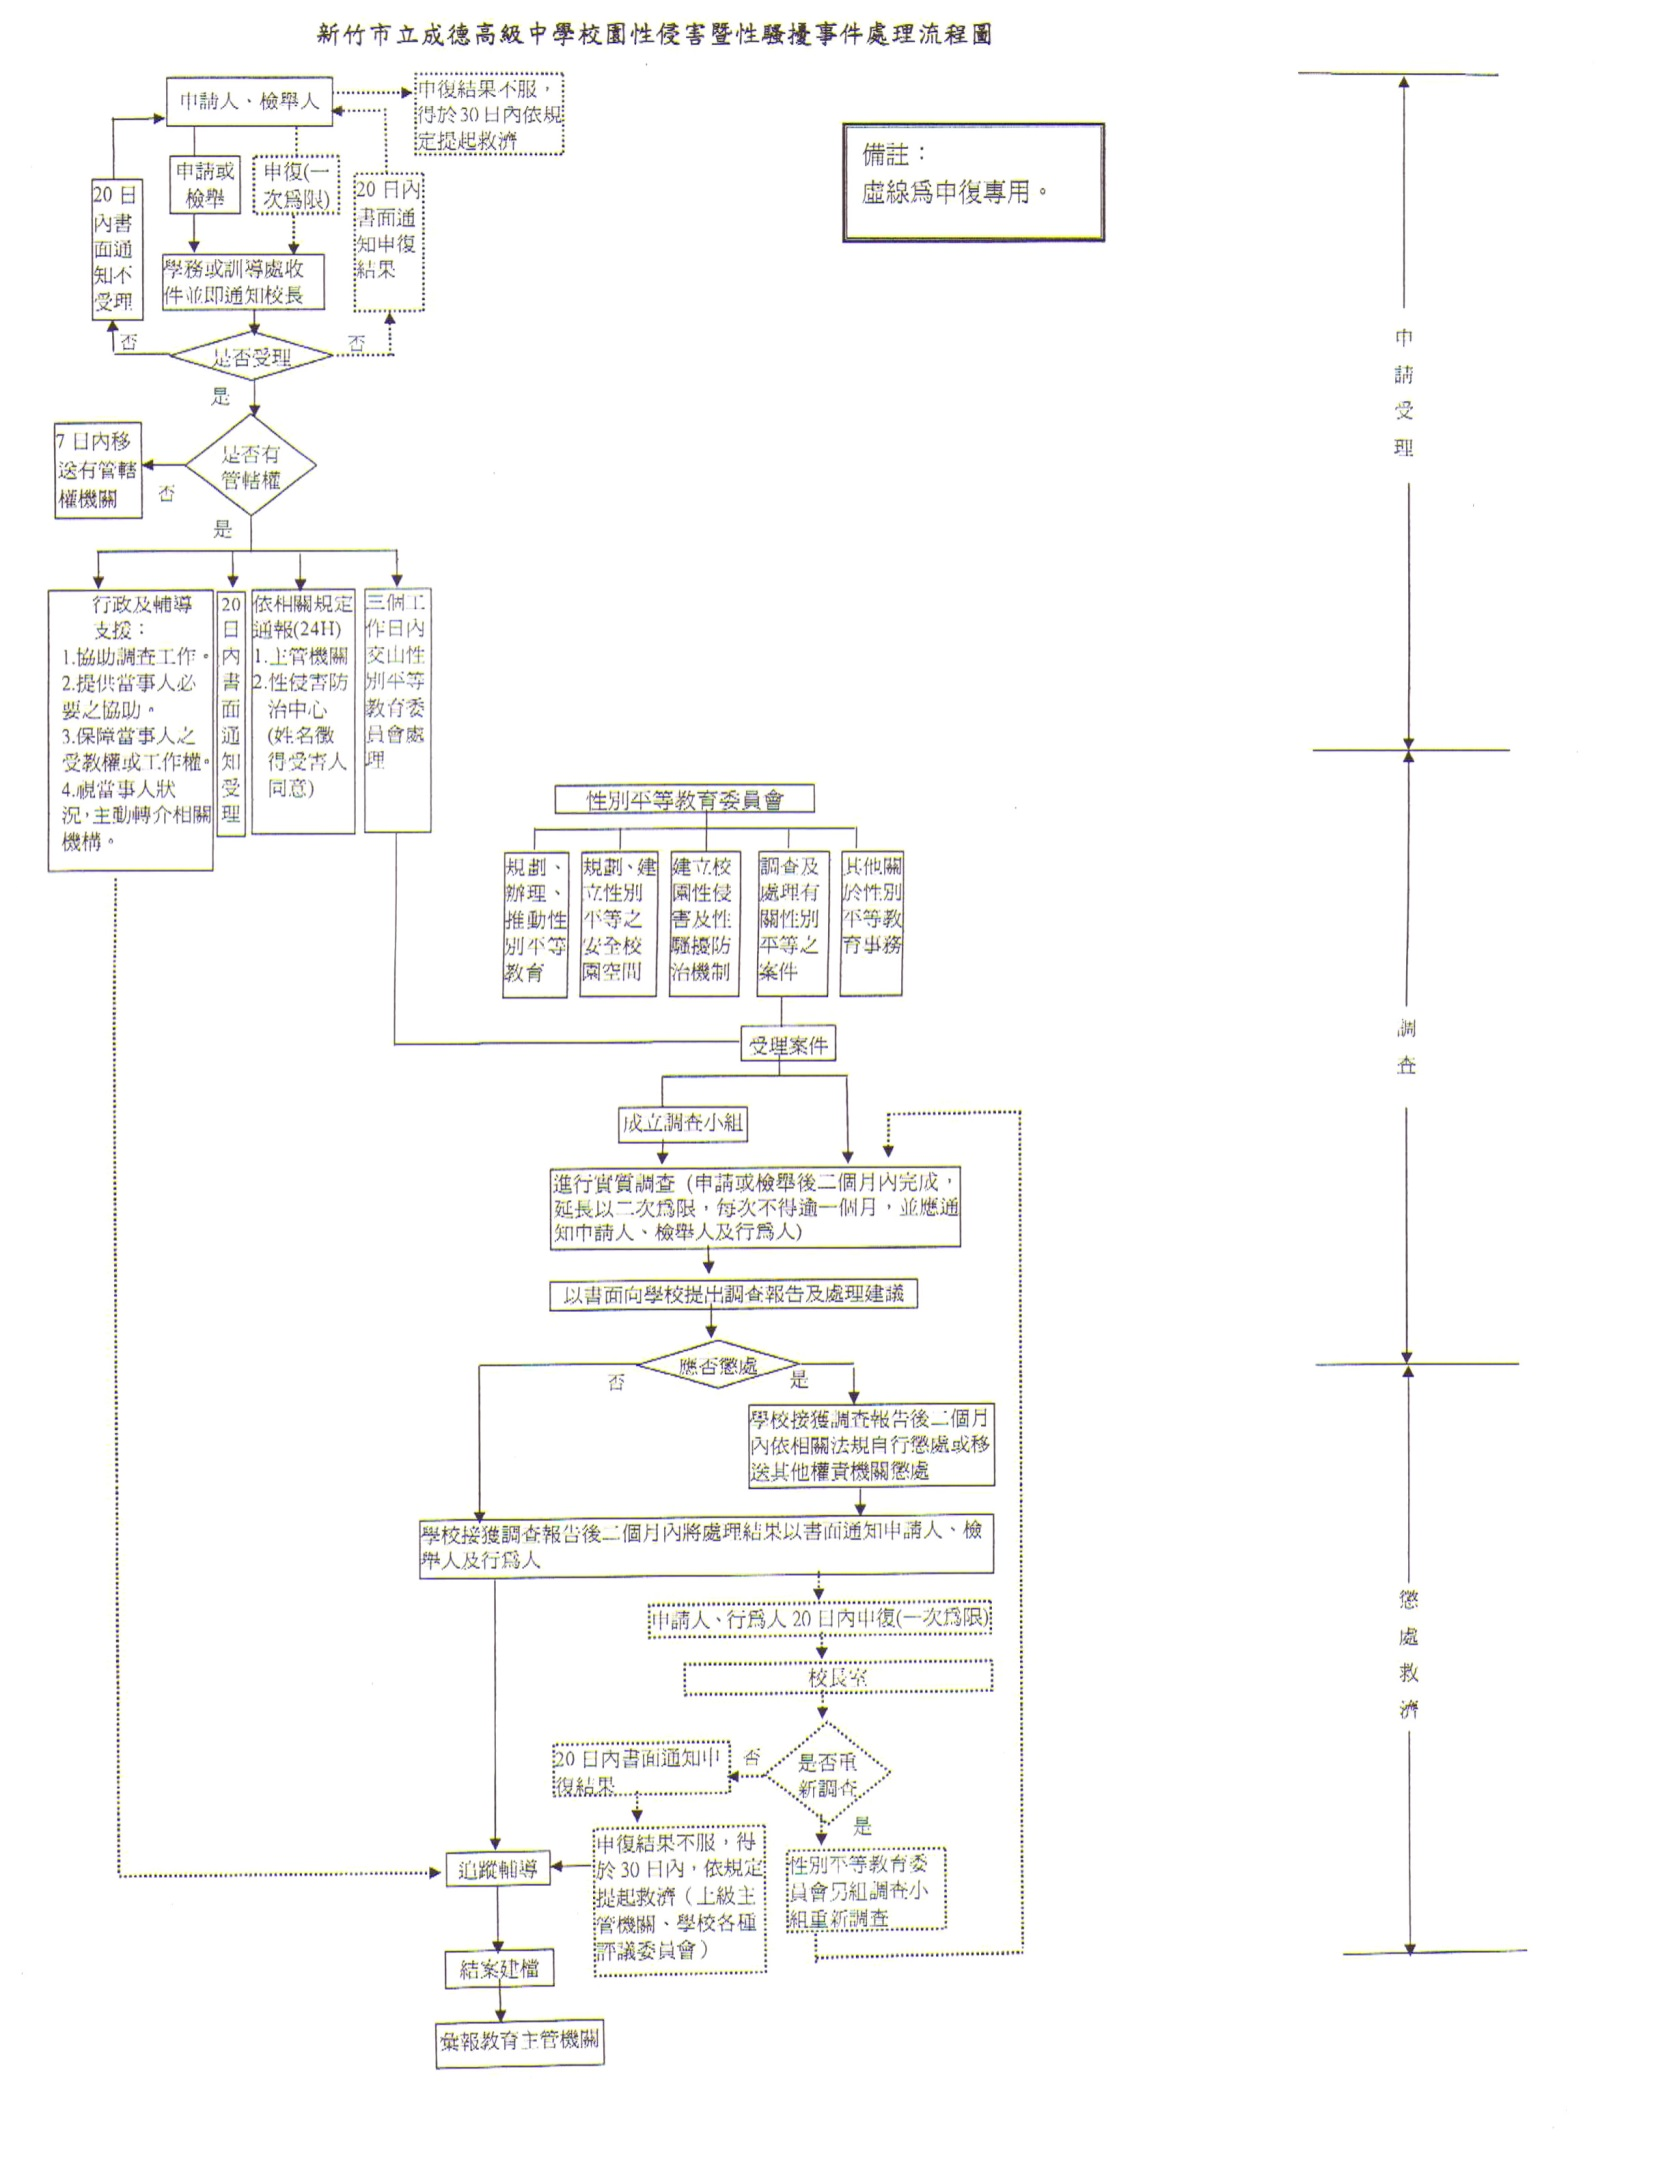 新竹市立成德高級中學校園性侵害暨性騷擾事件處理流程圖
申請人、檢舉人
申復結果不服，
得於30日內依規
定提起救濟
備註：
虛線爲申復專用。
申請或
檢舉
申復(一
次爲限)
20日
內書
面通
知不
受理
20日內
書面通
知申復
結果
學務或訓導處收
件並即通知校長
否
是否受理
否
是
7日內移
送有管轄
權機關
是否有
管轄權
否
是
行政及輔導
支援：
1.協助調查工作。
2.提供當事人必
要之協助。
3.保障當事人之
受教權或工作權。
4.視當事人狀
況，主動轉介相關
機構。
20
日
內
書
面
通
知
受
理
依相關規定
通報(24H)
1.主管機關
2.性侵害防
治中心
(姓名徵
得受害人
同意)
三個工
作日內
交由性
別平等
教育委
員會處
理
申
請
受
理
性別平等教育委員會
規劃、
辦理、
推動性
別平等
教育
規劃、建
立性別
平等之
安全校
園空間
建立校
園性侵
害及性
騷擾防
治機制
調查及
處理有
關性別
平等之
案件
其他關
於性別
平等教
育事務
受理案件
調
查
成立調查小組
進行實質調查（申請或檢舉後二個月內完成，
延長以二次爲限，每次不得逾一個月，並應通
知申請人、檢舉人及行爲人)
以書面向學校提出調查報告及處理建議
應否懲處
否
是
學校接獲調查報告後二個月
內依相關法規自行懲處或移
送其他權責機關懲處
學校接獲調查報告後二個月內將處理結果以書面通知申請人、檢
舉人及行爲人
申請人、行爲人20日內申復(一次爲限)
校長室
懲
處
救
濟
20日內書面通知申
復結果
否
是否重
新調查
是
申復結果不服，得
於30日內，依規定
提起救濟（上級主
管機關、學校各種
評議委員會）
性別平等教育委
員會另組調查小
組重新調查
追蹤輔導
結案建檔
彙報教育主管機關